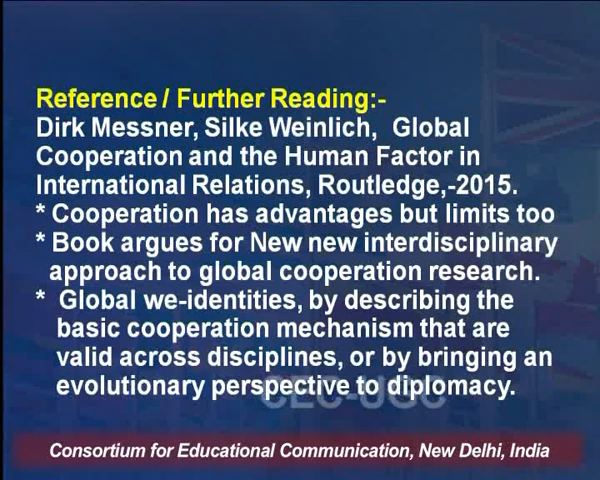 Reference / Further Reading:-
Dirk Messner, Silke Weinlich, Global
Cooperation and the Human Factor in
International Relations, Routledge,-2015.
* Cooperation has advantages but limits too
* Book argues for New new interdisciplinary
approach to global cooperation research.
* Global we-identities, by describing the
basic cooperation mechanism that are
valid across disciplines, or by bringing an
evolutionary perspective to diplomacy.
CEC-UGC
Consortium for Educational Communication, New Delhi, India